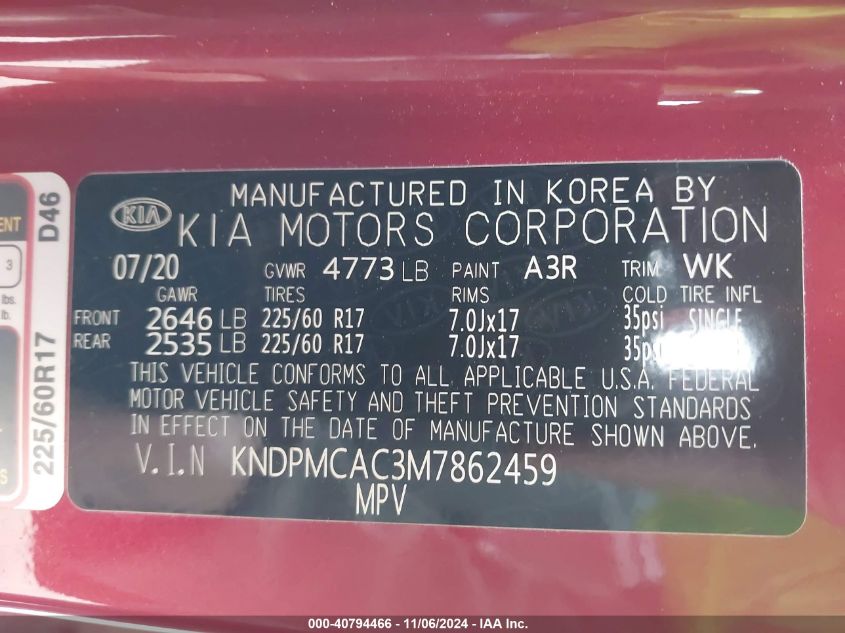 MANUFACTURED IN KOREA BY
KIA
KIA MOTORS CORPORATION
07/20 GVWR 4773 LB PAINT A3R TRIM WK
GAWR TIRES RIMS COLD TIRE INFL
FRONT 2646 LB 225/60 R17 7.0Jx17 35psi SINGLE
REAR 2535 LB 225/60 R17 7.0Jx17 35psi
THIS VEHICLE CONFORMS TO ALL APPLICABLE U.S.A. FEDERAL
MOTOR VEHICLE SAFETY AND THEFT PREVENTION STANDARDS
IN EFFECT ON THE DATE OF MANUFACTURE SHOWN ABOVE.
V.I.N KNDPMCAC3M7862459
MPV
225/60R17 D46
3
lbs.
lb.
000-40794466 - 11/06/2024 - IAA Inc.